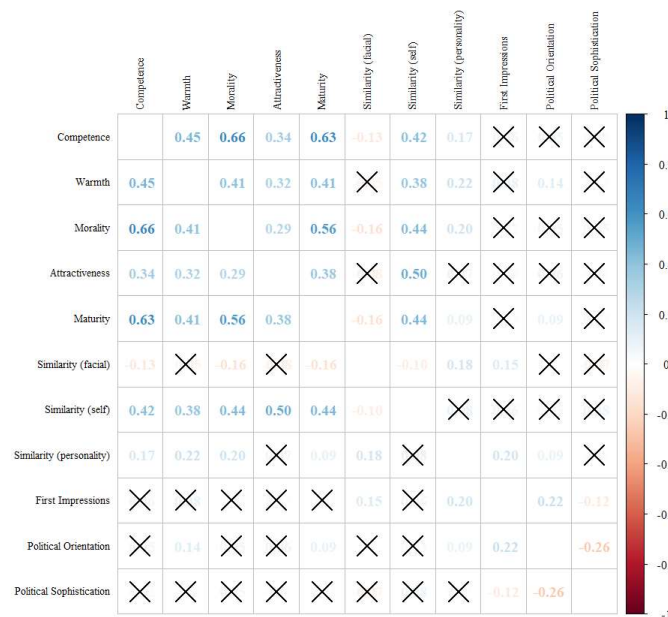 Competence
Warmth
Morality
Attractiveness
Maturity
Similarity (facial)
Similarity (self)
Similarity (personality)
First Impressions
Political Orientation
Political Sophistication
Competence 0.45 0.66 0.34 0.63 -0.13 0.42 0.17
Warmth 0.45 0.41 0.32 0.41 0.38 0.22 0.14
Morality 0.66 0.41 0.29 0.56 -0.16 0.44 0.20
Attractiveness 0.34 0.32 0.29 0.38 0.50
Maturity 0.63 0.41 0.56 0.38 -0.16 0.44 0.09 0.09
Similarity (facial) -0.13 -0.16 -0.16 -0.10 0.18 0.15
Similarity (self) 0.42 0.38 0.44 0.50 0.44 -0.10
Similarity (personality) 0.17 0.22 0.20 0.09 0.18 0.20 0.09
First Impressions 0.15 0.20 0.22 -0.12
Political Orientation 0.14 0.09 0.09 0.22 -0.26
Political Sophistication -0.12 -0.26
1
0